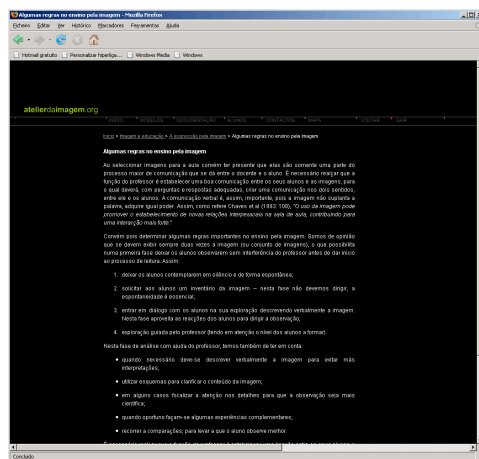 Algumas regras no ensino pela imagem - Mozilla Firefox
Ficheiro Editar Ver Histórico Marcadores Ferramentas Ajuda
Hotmail gratuito Personalizar hiperliga... Windows Media Windows
atelierdaimagem.org
INÍCIO MÓDULOS DOCUMENTAÇÃO ALUNOS CONTACTOS MAPA VOLTAR SAIR
Início » Imagem e educação » A expressão pela imagem » Algumas regras no ensino pela imagem
Algumas regras no ensino pela imagem
Ao seleccionar imagens para a aula convém ter presente que elas são somente uma parte do
processo maior de comunicação que se dá entre o docente e o aluno. É necessário realçar que a
função do professor é estabelecer uma boa comunicação entre os seus alunos e as imagens, para
o qual deverá, com perguntas e respostas adequadas, criar uma comunicação nos dois sentidos,
entre ele e os alunos. A comunicação verbal é, assim, importante, pois a imagem não suplanta a
palavra, adquire igual poder. Assim, como refere Chaves et al (1993: 108), "O uso da imagem pode
promover o estabelecimento de novas relações interpessoais na sala de aula, contribuindo para
uma interacção mais forte."
Convém pois determinar algumas regras importantes no ensino pela imagem. Somos de opinião
que se devem exibir sempre duas vezes a imagem (ou conjunto de imagens), o que possibilita
numa primeira fase deixar os alunos observarem sem interferência do professor antes de dar início
ao processo de leitura. Assim:
1. deixar os alunos contemplarem em silêncio e de forma espontânea;
2. solicitar aos alunos um inventário da imagem – nesta fase não devemos dirigir, a
espontaneidade é essencial;
3. entrar em diálogo com os alunos na sua exploração descrevendo verbalmente a imagem.
Nesta fase aproveita as reacções dos alunos para dirigir a observação;
4. exploração guiada pelo professor (tendo em atenção o nível dos alunos a formar).
Nesta fase de análise com ajuda do professor, temos também de ter em conta:
• quando necessário deve-se descrever verbalmente a imagem para evitar más
interpretações;
• utilizar esquemas para clarificar o conteúdo da imagem;
• em alguns casos focalizar a atenção nos detalhes para que a observação seja mais
científica;
• quando oportuno façam-se algumas experiências complementares;
• recorrer a comparações, para levar a que o aluno observe melhor.
Concluído